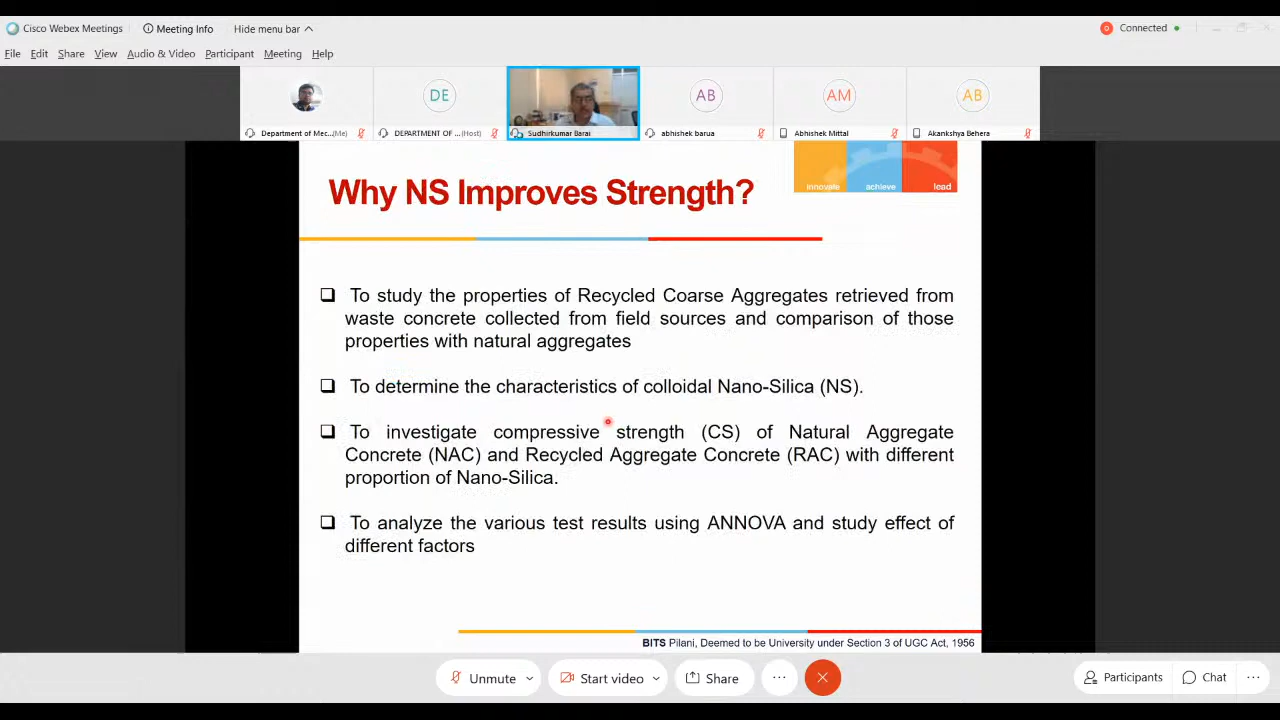 Cisco Webex Meetings Meeting Info Hide menu bar Connected
File Edit Share View Audio & Video Participant Meeting Help
DE AB AM AB
Department of Mec... (Me) DEPARTMENT OF ... (Host) Sudhirkumar Barai abhishek barua Abhishek Mittal Akankshya Behera
innovate achieve lead
Why NS Improves Strength?
To study the properties of Recycled Coarse Aggregates retrieved from
waste concrete collected from field sources and comparison of those
properties with natural aggregates
To determine the characteristics of colloidal Nano-Silica (NS).
To investigate compressive strength (CS) of Natural Aggregate
Concrete (NAC) and Recycled Aggregate Concrete (RAC) with different
proportion of Nano-Silica.
To analyze the various test results using ANNOVA and study effect of
different factors
BITS Pilani, Deemed to be University under Section 3 of UGC Act, 1956
Unmute Start video Share ... Participants Chat ...